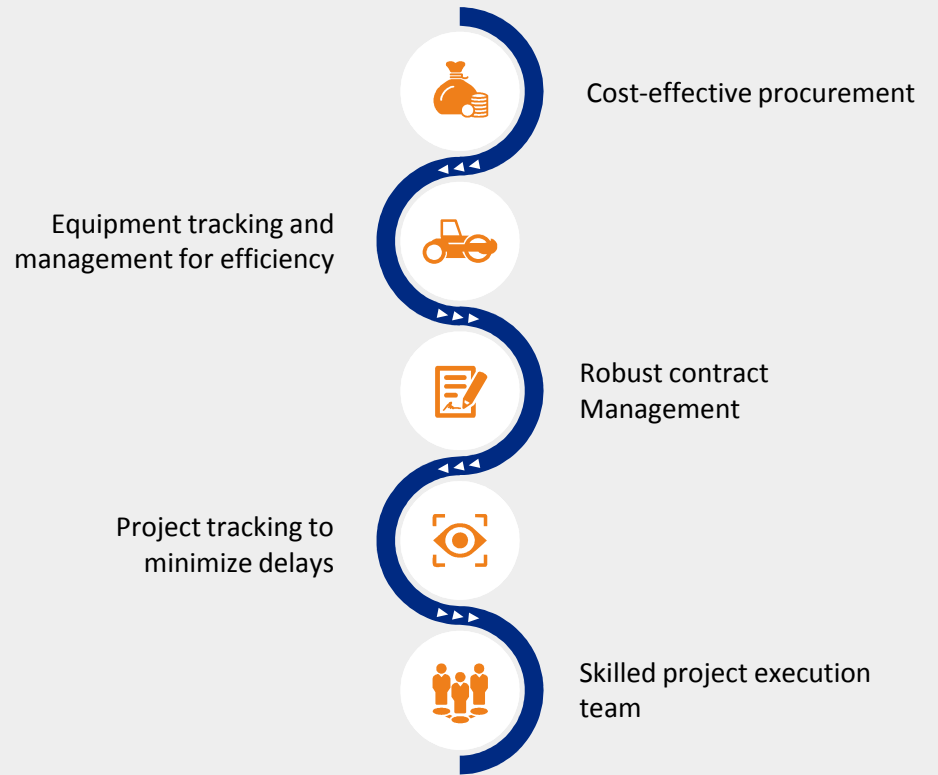 Cost-effective procurement
Equipment tracking and
management for efficiency
Robust contract
Management
Project tracking to
minimize delays
Skilled project execution
team